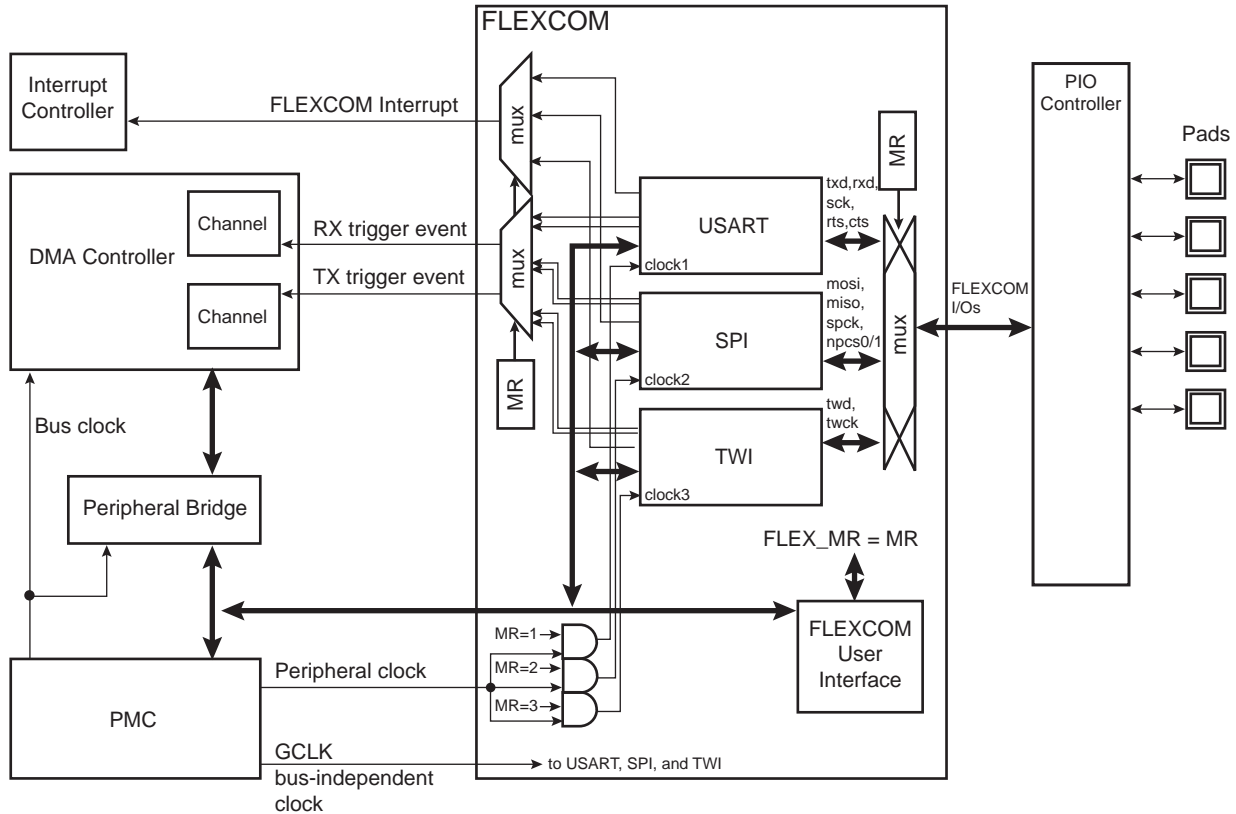 FLEXCOM
Interrupt
Controller
FLEXCOM Interrupt
mux
MR
PIO
Controller
Pads
DMA Controller
Channel
Channel
RX trigger event
TX trigger event
mux
MR
USART
clock1
txd,rxd,
sck,
rts,cts
SPI
clock2
mosi,
miso,
spck,
npcs0/1
mux
FLEXCOM
I/Os
TWI
clock3
twd,
twck
Bus clock
Peripheral Bridge
FLEX_MR = MR
FLEXCOM
User
Interface
MR=1
MR=2
MR=3
Peripheral clock
PMC
GCLK
bus-independent
clock
to USART, SPI, and TWI